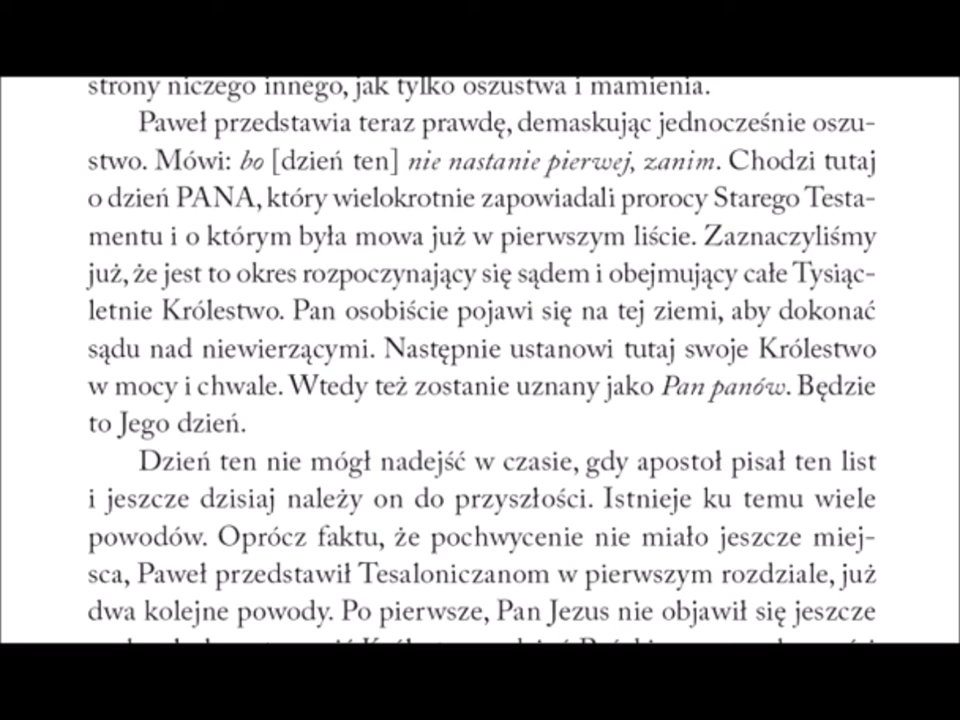 strony niczego innego, jak tylko oszustwa i mamienia.
Paweł przedstawia teraz prawdę, demaskując jednocześnie oszu-
stwo. Mówi: bo [dzień ten] nie nastanie pierwej, zanim. Chodzi tutaj
o dzień PANA, który wielokrotnie zapowiadali prorocy Starego Testa-
mentu i o którym była mowa już w pierwszym liście. Zaznaczyliśmy
już, że jest to okres rozpoczynający się sądem i obejmujący całe Tysiąc-
letnie Królestwo. Pan osobiście pojawi się na tej ziemi, aby dokonać
sądu nad niewierzącymi. Następnie ustanowi tutaj swoje Królestwo
w mocy i chwale. Wtedy też zostanie uznany jako Pan panów. Będzie
to Jego dzień.
Dzień ten nie mógł nadejść w czasie, gdy apostoł pisał ten list
i jeszcze dzisiaj należy on do przyszłości. Istnieje ku temu wiele
powodów. Oprócz faktu, że pochwycenie nie miało jeszcze miej-
sca, Paweł przedstawił Tesaloniczanom w pierwszym rozdziale, już
dwa kolejne powody. Po pierwsze, Pan Jezus nie objawił się jeszcze